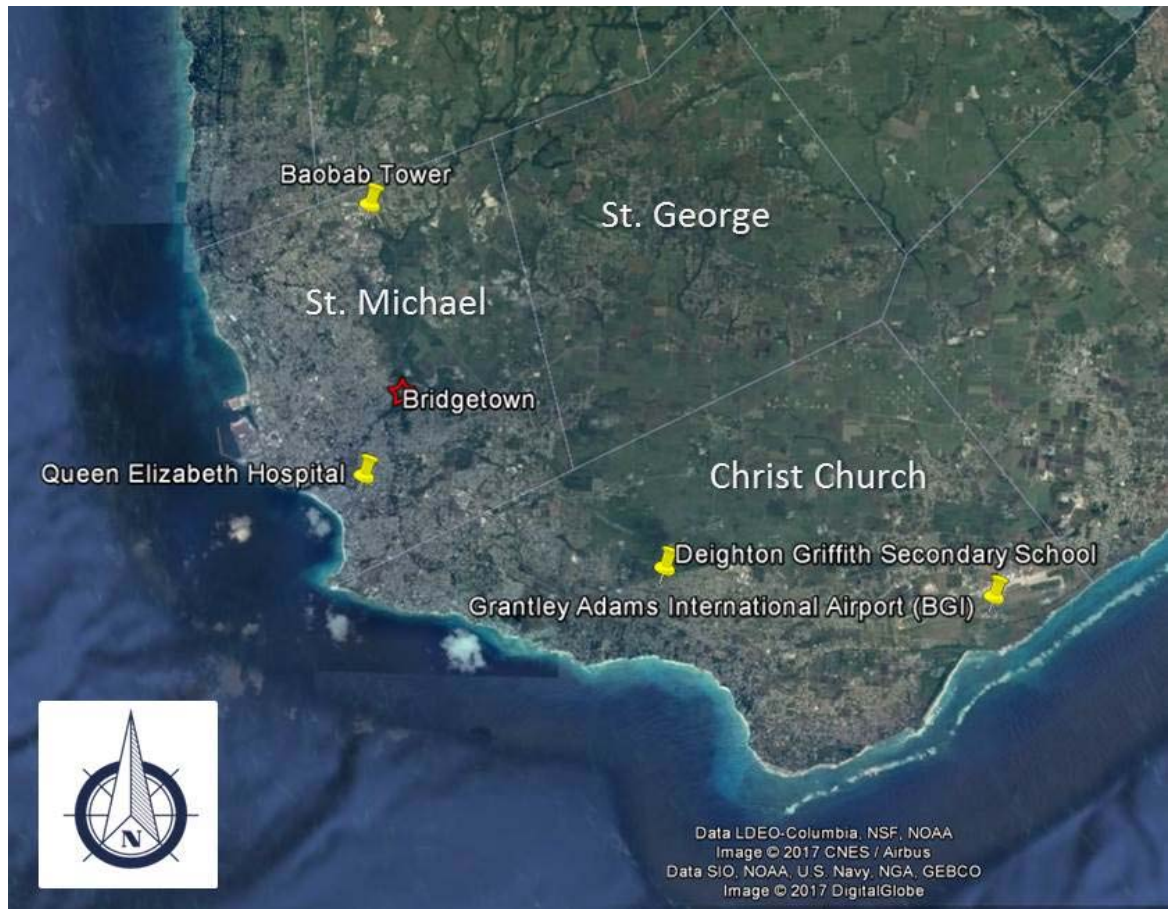 Baobab Tower
St. George
St. Michael
Bridgetown
Queen Elizabeth Hospital
Christ Church
Deighton Griffith Secondary School
Grantley Adams International Airport (BGI)
N
Data LDEO-Columbia, NSF, NOAA
Image © 2017 CNES / Airbus
Data SIO, NOAA, U.S. Navy, NGA, GEBCO
Image © 2017 DigitalGlobe